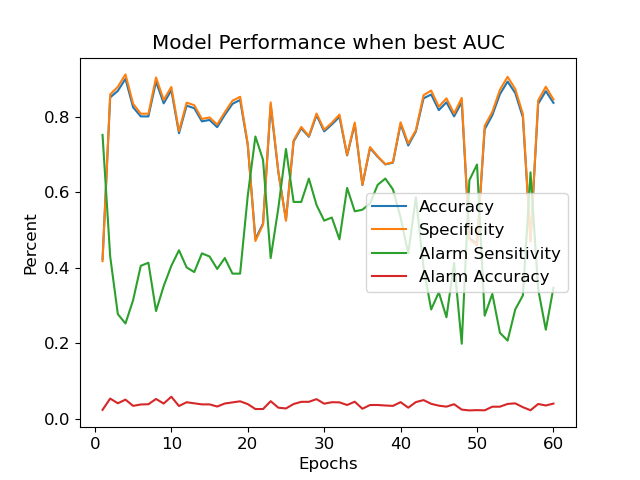 Model Performance when best AUC
Percent
0.8
0.6
0.4
0.2
0.0
Accuracy
Specificity
Alarm Sensitivity
Alarm Accuracy
0 10 20 30 40 50 60
Epochs